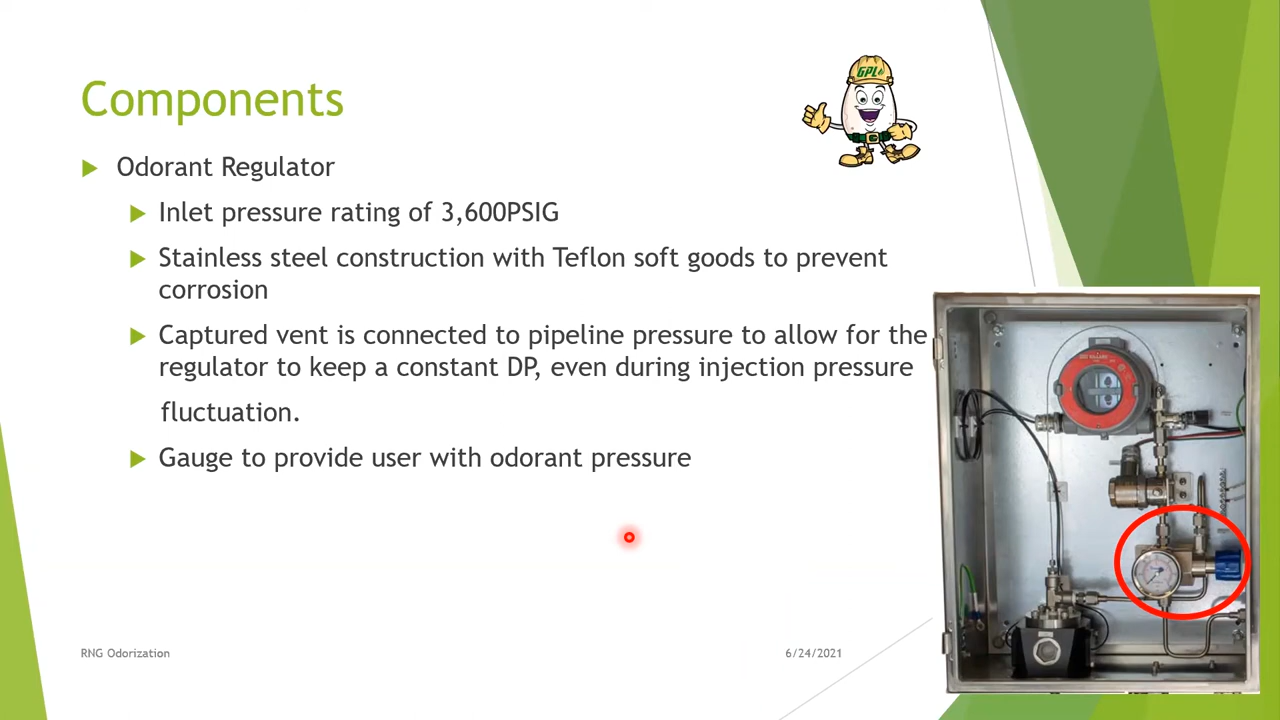 GPL
Components
Odorant Regulator
Inlet pressure rating of 3,600PSIG
Stainless steel construction with Teflon soft goods to prevent
corrosion
Captured vent is connected to pipeline pressure to allow for the
regulator to keep a constant DP, even during injection pressure
fluctuation.
Gauge to provide user with odorant pressure
RNG Odorization
6/24/2021